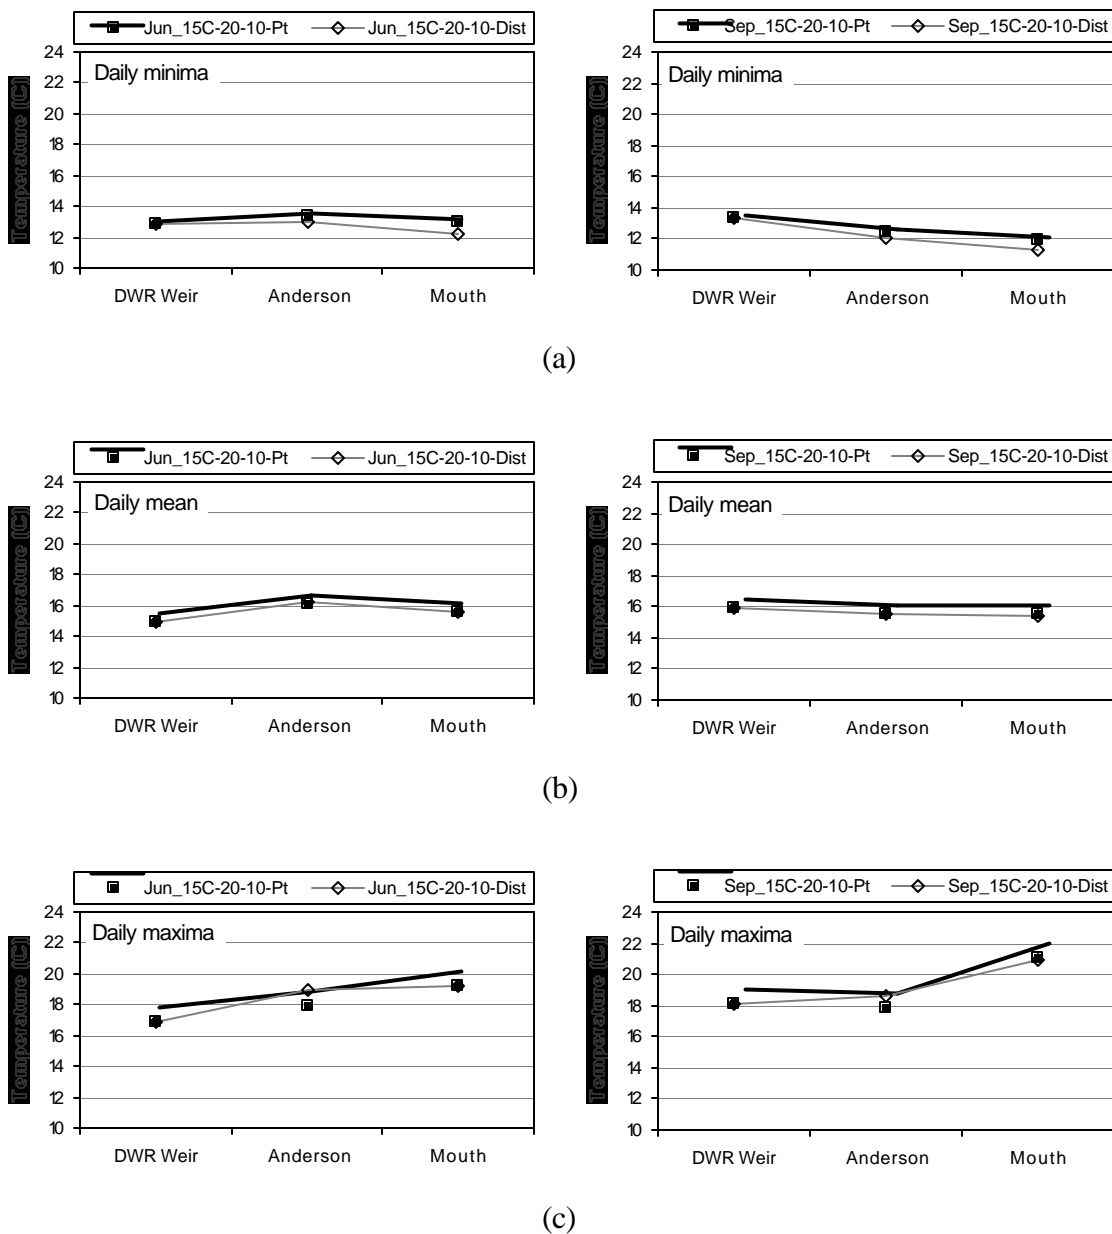 Jun_15C-20-10-Pt Jun_15C-20-10-Dist
Sep_15C-20-10-Pt Sep_15C-20-10-Dist
Temperature (C)
24
22
20
18
16
14
12
10
Daily minima
DWR Weir Anderson Mouth
Temperature (C)
24
22
20
18
16
14
12
10
Daily minima
DWR Weir Anderson Mouth
(a)
Jun_15C-20-10-Pt Jun_15C-20-10-Dist
Sep_15C-20-10-Pt Sep_15C-20-10-Dist
Temperature (C)
24
22
20
18
16
14
12
10
Daily mean
DWR Weir Anderson Mouth
Temperature (C)
24
22
20
18
16
14
12
10
Daily mean
DWR Weir Anderson Mouth
(b)
Jun_15C-20-10-Pt Jun_15C-20-10-Dist
Sep_15C-20-10-Pt Sep_15C-20-10-Dist
Temperature (C)
24
22
20
18
16
14
12
10
Daily maxima
DWR Weir Anderson Mouth
Temperature (C)
24
22
20
18
16
14
12
10
Daily maxima
DWR Weir Anderson Mouth
(c)